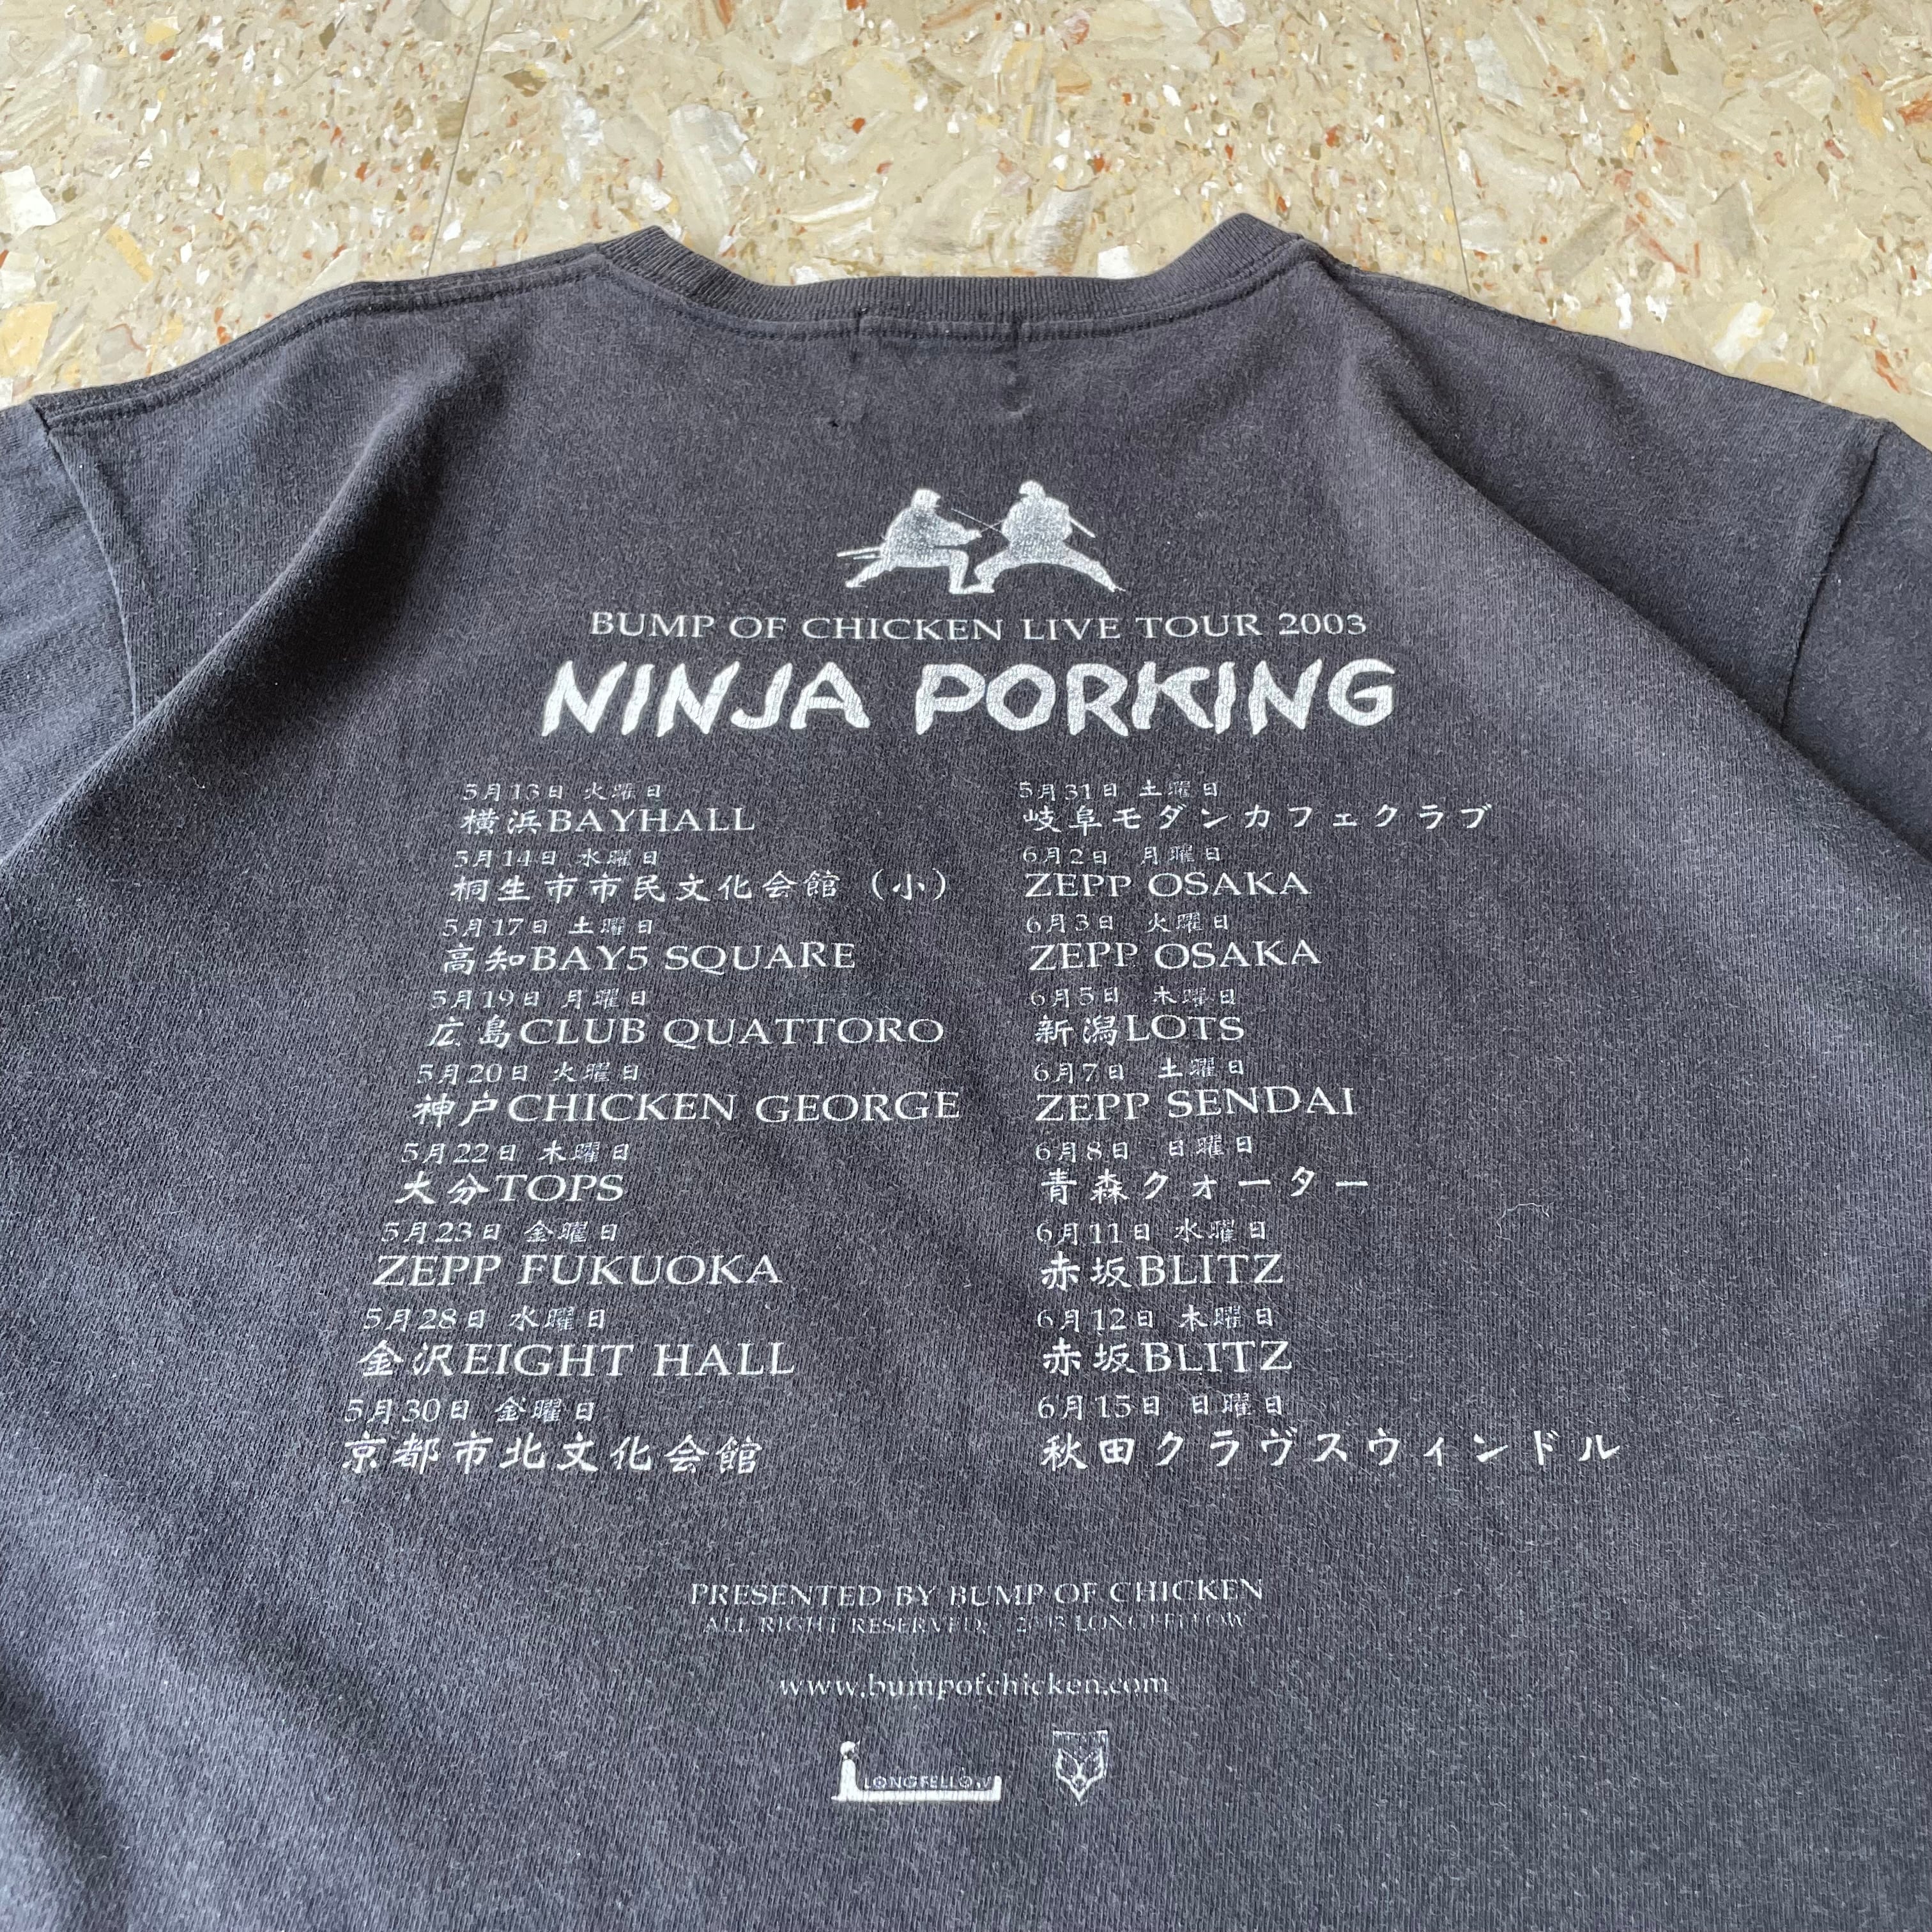 BUMP OF CHICKEN LIVE TOUR 2003
NINJA PORKING
5月13日 火曜日
横浜BAYHALL
5月14日 水曜日
桐生市市民文化会館（小）
5月17日 土曜日
高知BAY5 SQUARE
5月19日 月曜日
広島CLUB QUATTORO
5月20日 火曜日
神戸CHICKEN GEORGE
5月22日 木曜日
大分TOPS
5月23日 金曜日
ZEPP FUKUOKA
5月28日 水曜日
金沢EIGHT HALL
5月30日 金曜日
京都市北文化会館
5月31日 土曜日
岐阜モダンカフェクラブ
6月2日 月曜日
ZEPP OSAKA
6月3日 火曜日
ZEPP OSAKA
6月5日 木曜日
新潟LOTS
6月7日 土曜日
ZEPP SENDAI
6月8日 日曜日
青森クォーター
6月11日 水曜日
赤坂BLITZ
6月12日 木曜日
赤坂BLITZ
6月15日 日曜日
秋田クラヴスウィンドル
PRESENTED BY BUMP OF CHICKEN
ALL RIGHT RESERVED. 2003 LONGFELLOW
www.bumpofchicken.com
LONGFELLOW